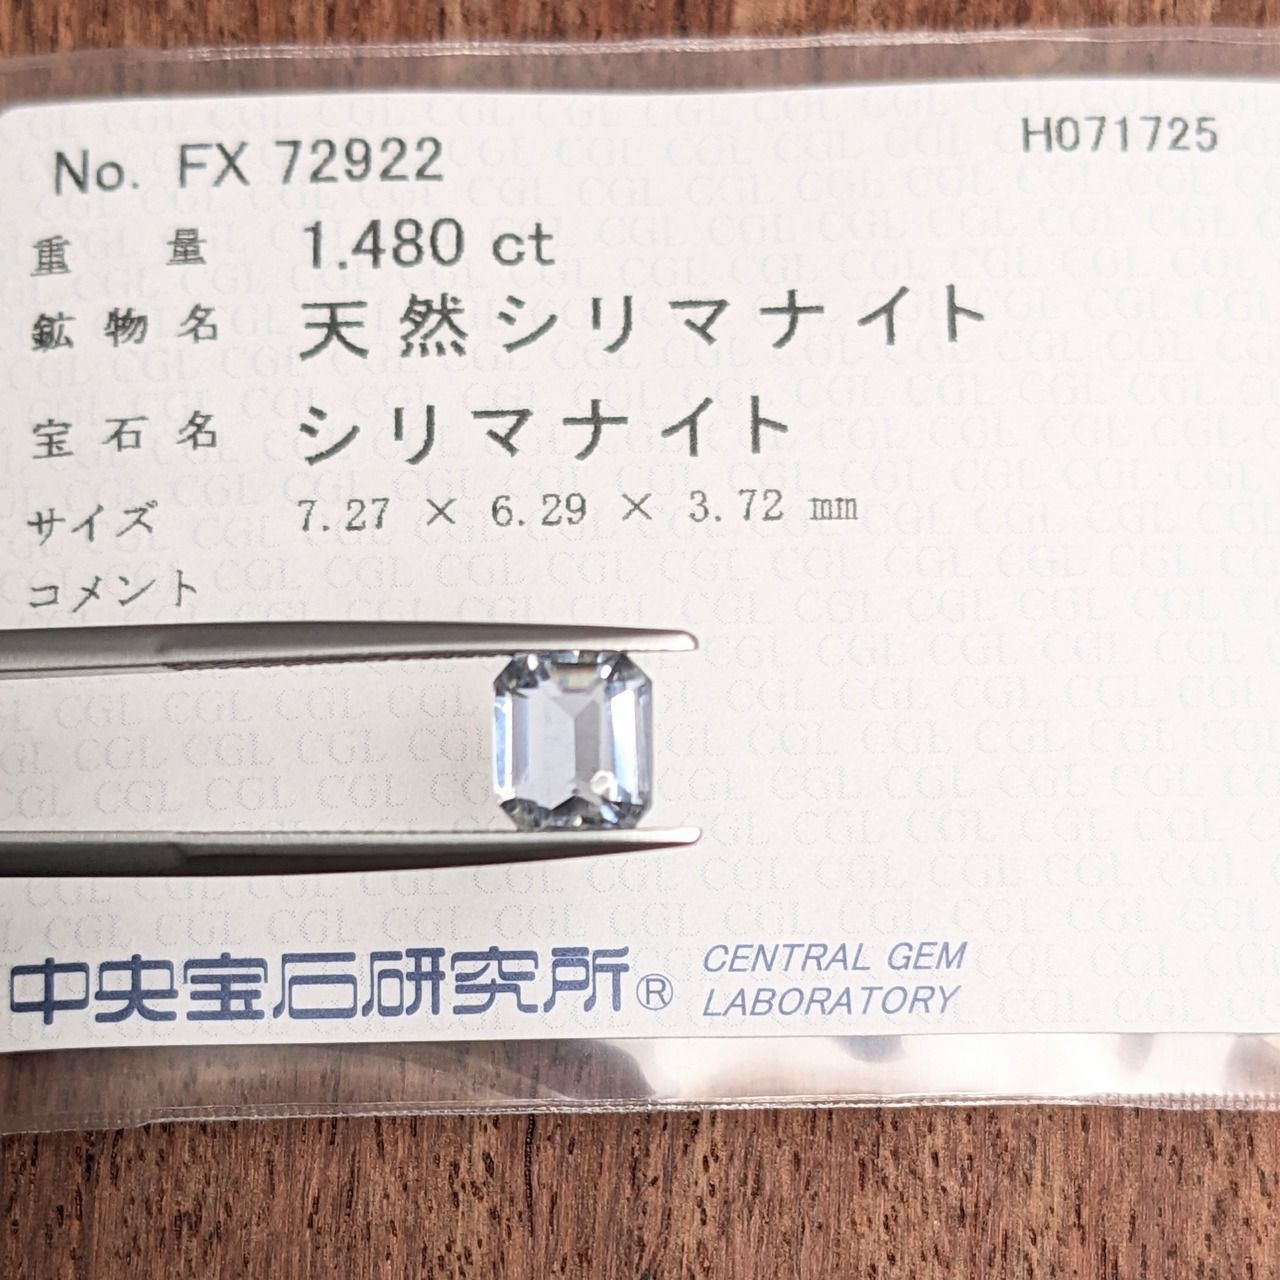 No. FX 72922
H071725
重量 1.480 ct
鉱物名 天然シリマナイト
宝石名 シリマナイト
サイズ 7.27 × 6.29 × 3.72 mm
コメント
中央宝石研究所® CENTRAL GEM
LABORATORY